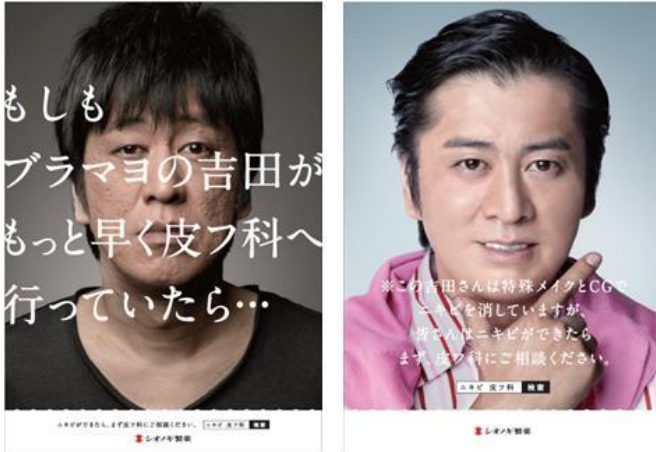 もしも
ブラマヨの吉田が
もっと早く皮フ科へ
行っていたら…
ニキビができたら、まず皮フ科にご相談ください。 ニキビ 皮フ科 検索
シオノギ製薬
※この吉田さんは特殊メイクとCGで
ニキビを消していますが、
皆さんはニキビができたら
まず、皮フ科にご相談ください。
ニキビ 皮フ科 検索
シオノギ製薬